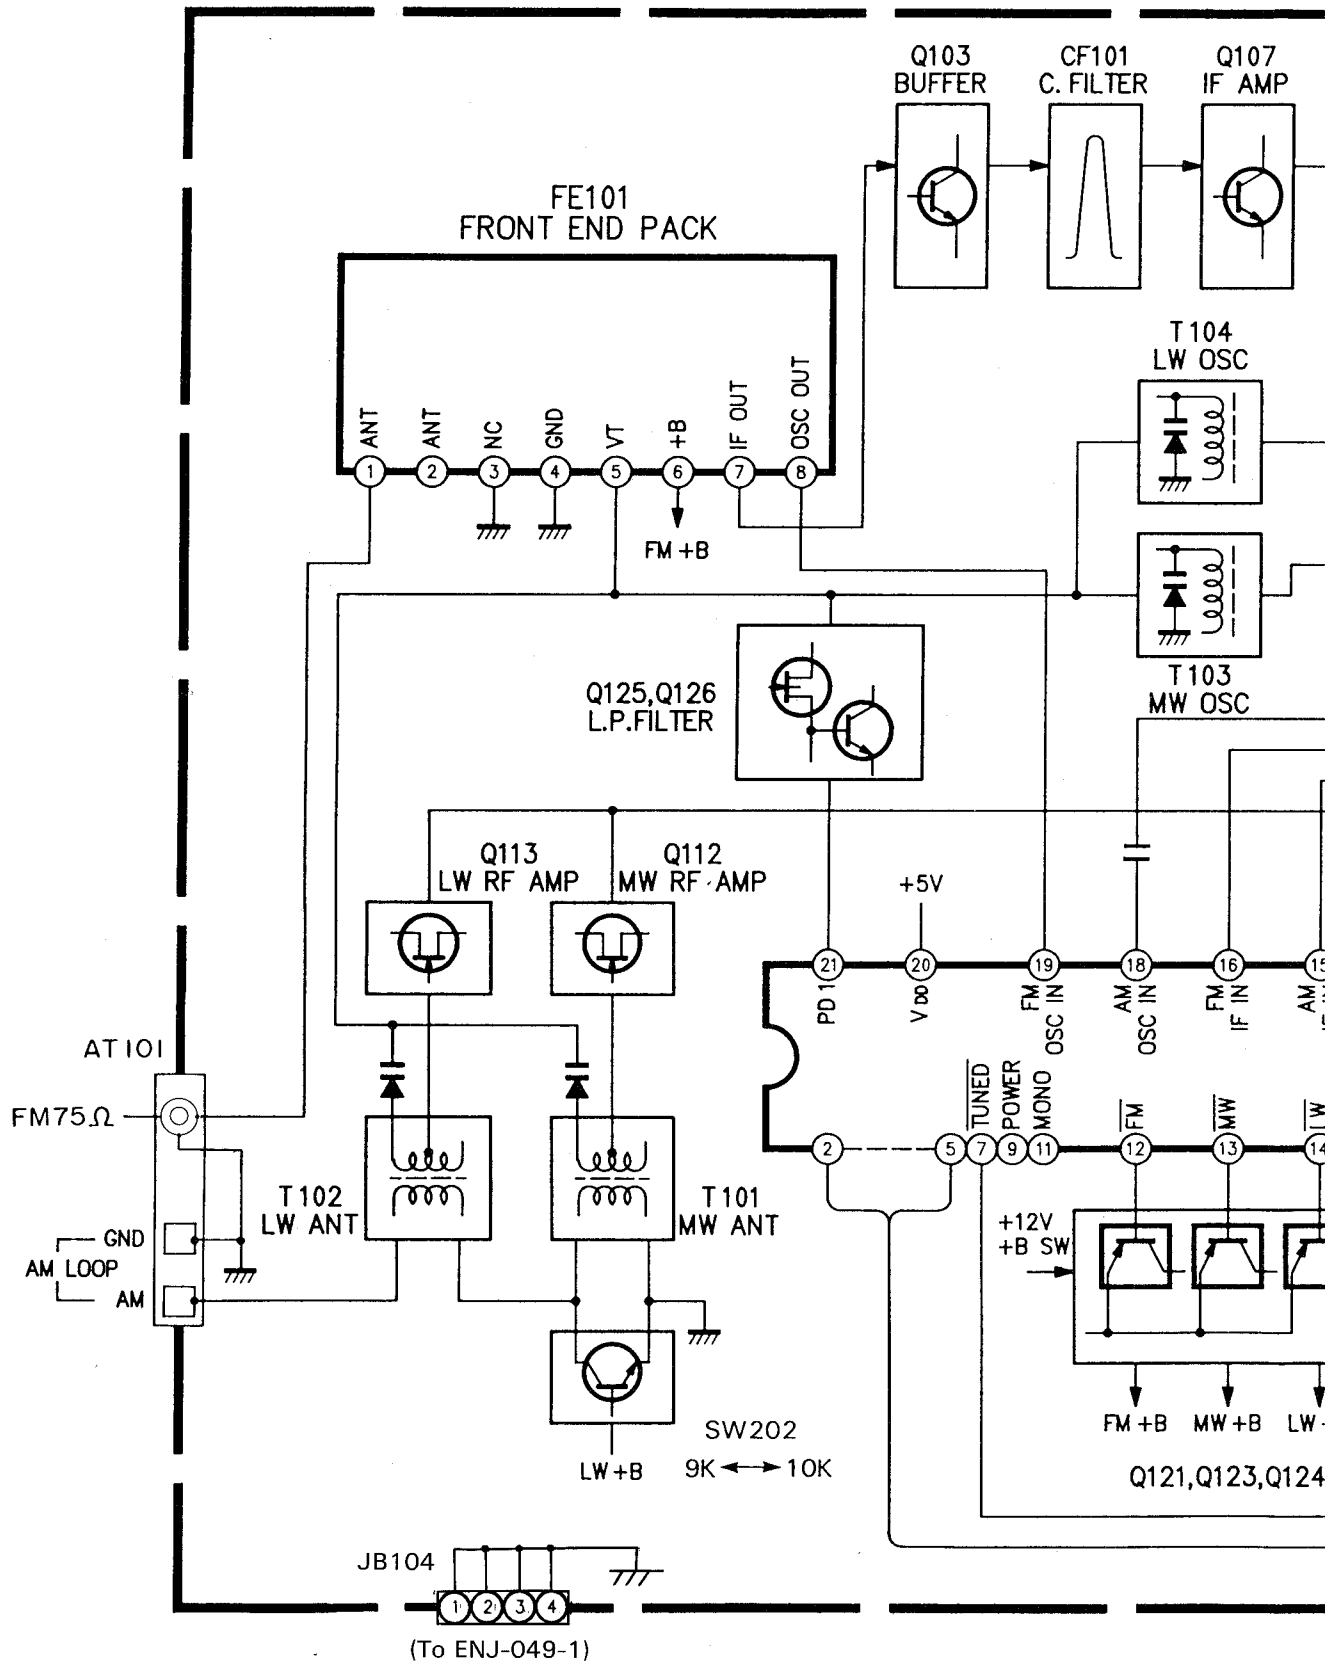 Q103
BUFFER
CF101
C. FILTER
Q107
IF AMP
FE101
FRONT END PACK
ANT
ANT
NC
GND
VT
+B
IF OUT
OSC OUT
1
2
3
4
5
6
7
8
FM +B
T104
LW OSC
T103
MW OSC
Q125,Q126
L.P.FILTER
Q113
LW RF AMP
Q112
MW RF AMP
+5V
21
20
19
18
16
15
PD 1
VDD
FM
OSC IN
AM
OSC IN
FM
IF IN
AM
TUNED
POWER
MONO
FM
MW
LW
2
5
7
9
11
12
13
14
AT101
FM75Ω
GND
AM LOOP
AM
T102
LW ANT
T101
MW ANT
+12V
+B SW
FM +B
MW +B
LW
Q121,Q123,Q124
LW +B
SW202
9K
10K
JB104
1
2
3
4
(To ENJ-049-1)